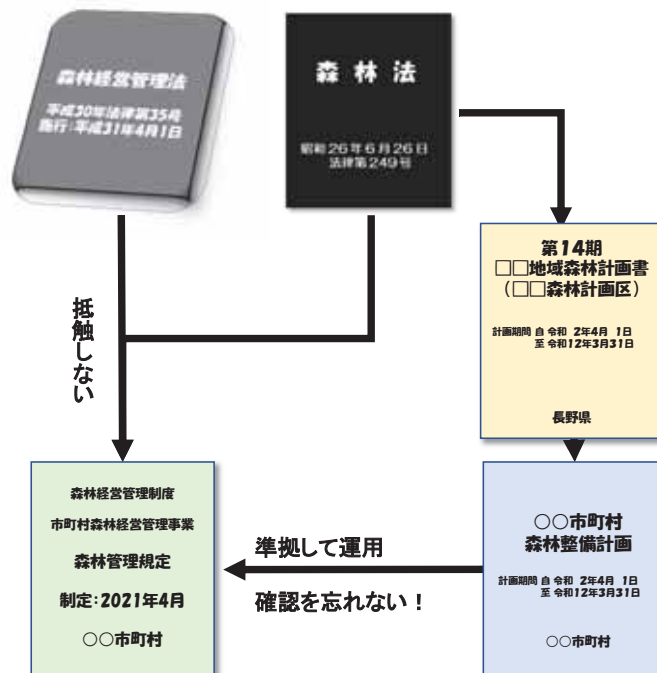 森林経営管理法
平成30年法律第35号
施行:平成31年4月1日
森林法
昭和26年6月26日
法律第249号
第14期
□□地域森林計画書
(□□森林計画区)
計画期間 自 令和 2年4月 1日
至 令和12年3月31日
長野県
抵触しない
森林経営管理制度
市町村森林経営管理事業
森林管理規定
制定:2021年4月
○○市町村
準拠して運用
確認を忘れない!
○○市町村
森林整備計画
計画期間 自 令和 2年4月 1日
至 令和12年3月31日
○○市町村